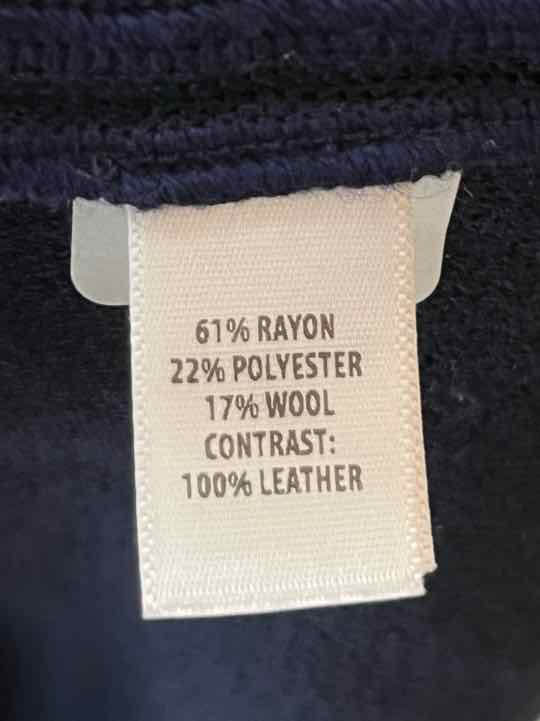 61% RAYON
22% POLYESTER
17% WOOL
CONTRAST:
100% LEATHER